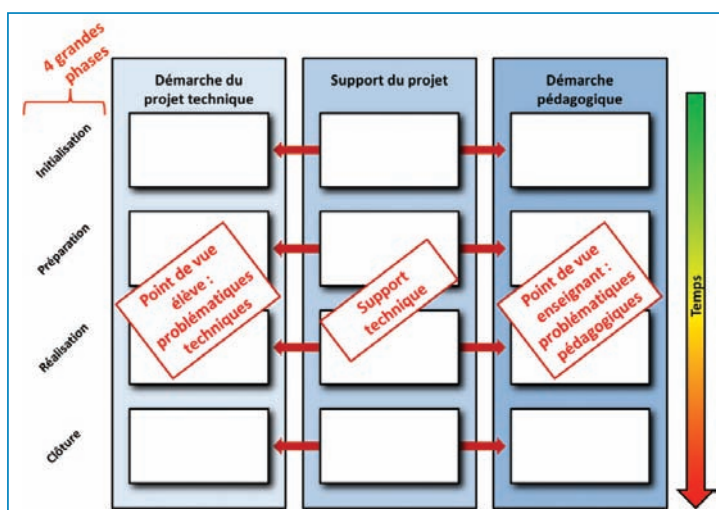 4 grandes
phases
Démarche du
projet technique
Support du projet
Démarche
pédagogique
Initialisation
Préparation
Réalisation
Clôture
Point de vue
élève :
problématiques
techniques
Support
technique
Point de vue
enseignant :
problématiques
pédagogiques
Temps